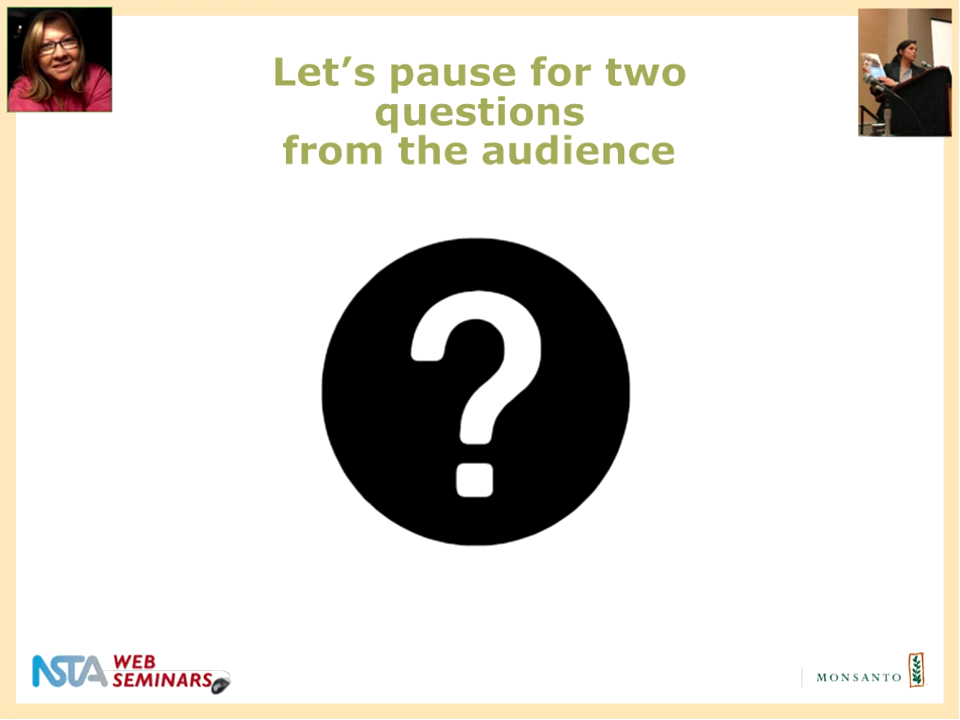 Let’s pause for two
questions
from the audience
?
NSTA WEB
SEMINARS
MONSANTO